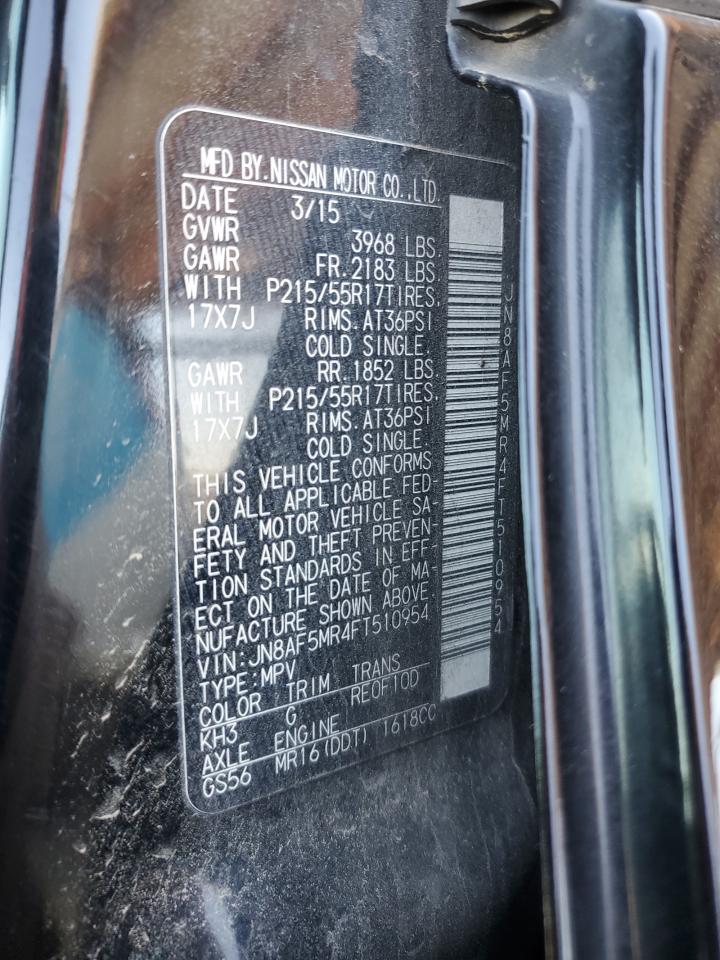 MFD BY.NISSAN MOTOR CO.,LTD.
DATE 3/15
GVWR 3968 LBS.
GAWR FR.2183 LBS.
WITH P215/55R17TIRES,
17X7J RIMS.AT36PSI
COLD SINGLE.
GAWR RR.1852 LBS.
WITH P215/55R17TIRES,
17X7J RIMS.AT36PSI
COLD SINGLE.
THIS VEHICLE CONFORMS
TO ALL APPLICABLE FED-
ERAL MOTOR VEHICLE SA-
FETY AND THEFT PREVEN-
TION STANDARDS IN EFF-
ECT ON THE DATE OF MA-
NUFACTURE SHOWN ABOVE.
VIN:JN8AF5MR4FT510954
TYPE:MPV
COLOR TRIM TRANS
KH3 G RE0F10D
AXLE ENGINE
GS56 MR16(DDT) 1618CC
JN8AF5MR4FT510954